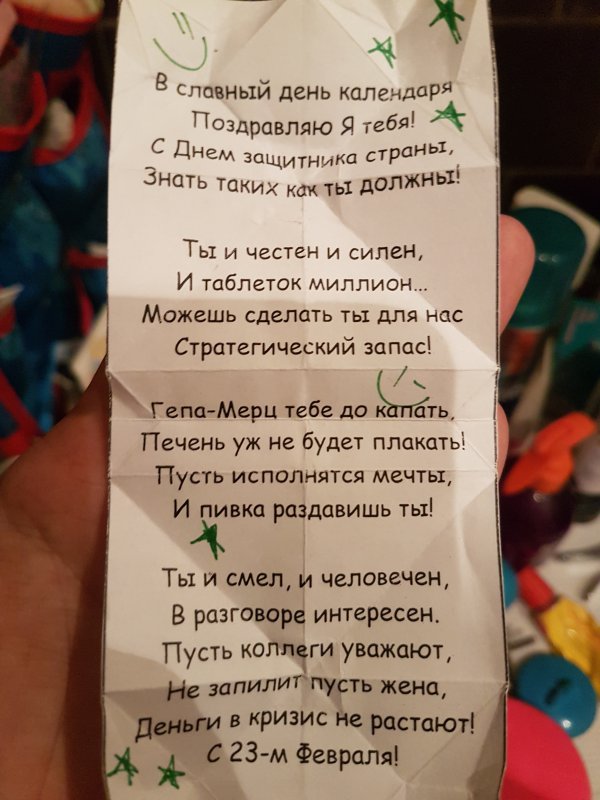 В славный день календаря
Поздравляю Я тебя!
С Днем защитника страны,
Знать таких как ты должны!
Ты и честен и силен,
И таблеток миллион...
Можешь сделать ты для нас
Стратегический запас!
Гепа-Мерц тебе до капать,
Печень уж не будет плакать!
Пусть исполнятся мечты,
И пивка раздавишь ты!
Ты и смел, и человечен,
В разговоре интересен.
Пусть коллеги уважают,
Не запилит пусть жена,
Деньги в кризис не растают!
С 23-м Февраля!